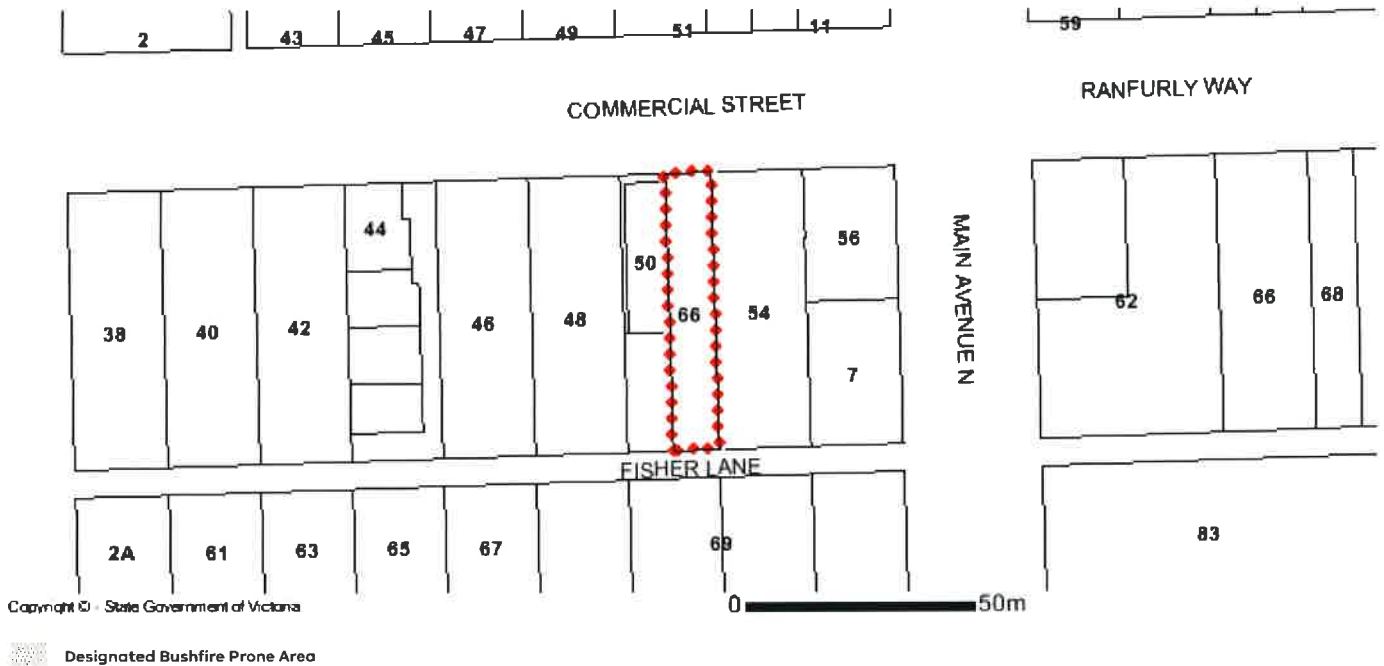 2 43 45 47 49 51 11 59
COMMERCIAL STREET
RANFURLY WAY
38 40 42 44 46 48 50 66 54 56 7
MAIN AVENUE N
62 66 68
FISHER LANE
2A 61 63 65 67 69 83
Copyright © - State Government of Victoria
0 50m
Designated Bushfire Prone Area